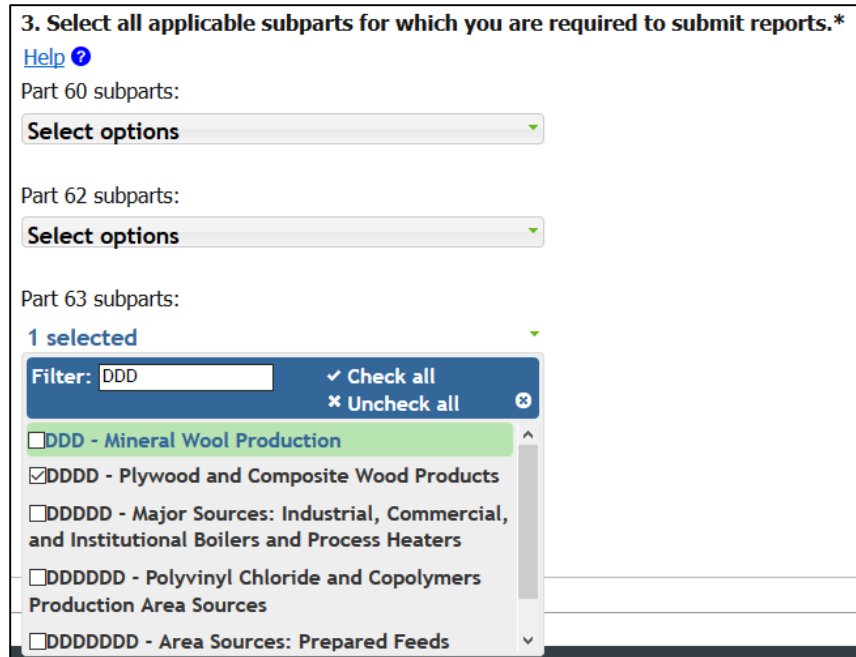 3. Select all applicable subparts for which you are required to submit reports.*
Help ?
Part 60 subparts:
Select options
Part 62 subparts:
Select options
Part 63 subparts:
1 selected
Filter: DDD
Check all
Uncheck all
DDD - Mineral Wool Production
DDDD - Plywood and Composite Wood Products
DDDDD - Major Sources: Industrial, Commercial,
and Institutional Boilers and Process Heaters
DDDDDD - Polyvinyl Chloride and Copolymers
Production Area Sources
DDDDDDD - Area Sources: Prepared Feeds